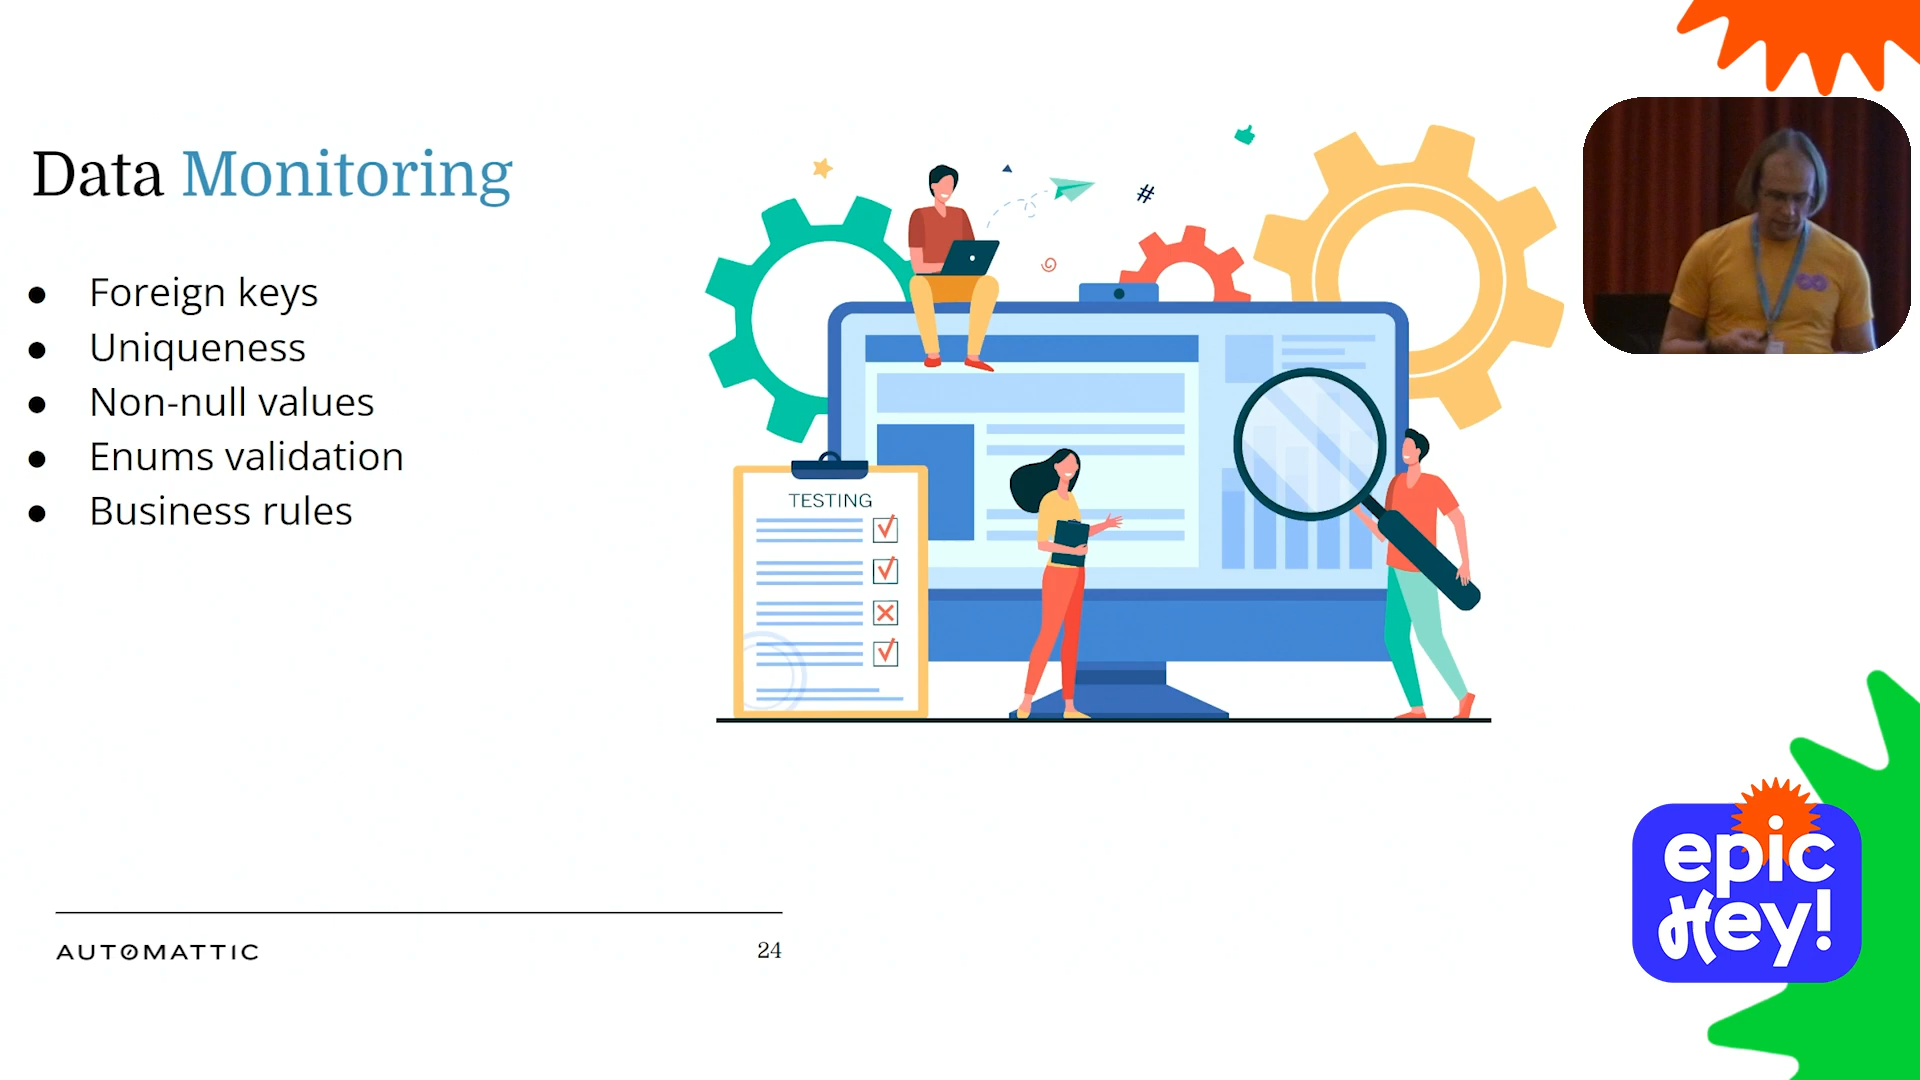 Data Monitoring
● Foreign keys
● Uniqueness
● Non-null values
● Enums validation
● Business rules
TESTING
#
AUTOMATTIC
24
epic
Hey!